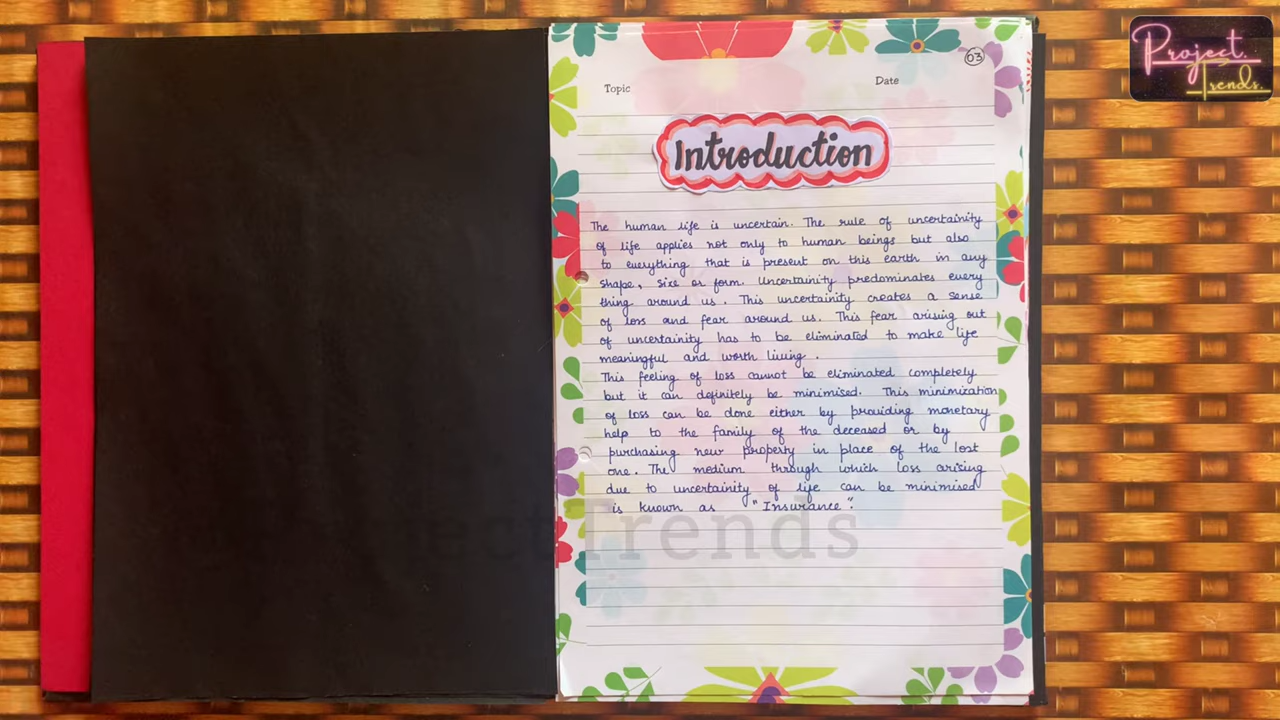 Project
Trends.
03
Topic
Date
Introduction
The human life is uncertain. The rule of uncertainity
of life applies not only to human beings but also
to everything that is present on this earth in any
shape, size or form. Uncertainity predominates every
thing around us. This uncertainity creates a sense
of loss and fear around us. This fear arising out
of uncertainity has to be eliminated to make life
meaningful and worth living.
This feeling of loss cannot be eliminated completely
but it can definitely be minimised. This minimization
of loss can be done either by providing monetary
help to the family of the deceased or by
purchasing new property in place of the lost
one. The medium through which loss arising
due to uncertainity of life can be minimised
is known as "Insurance".
Trends